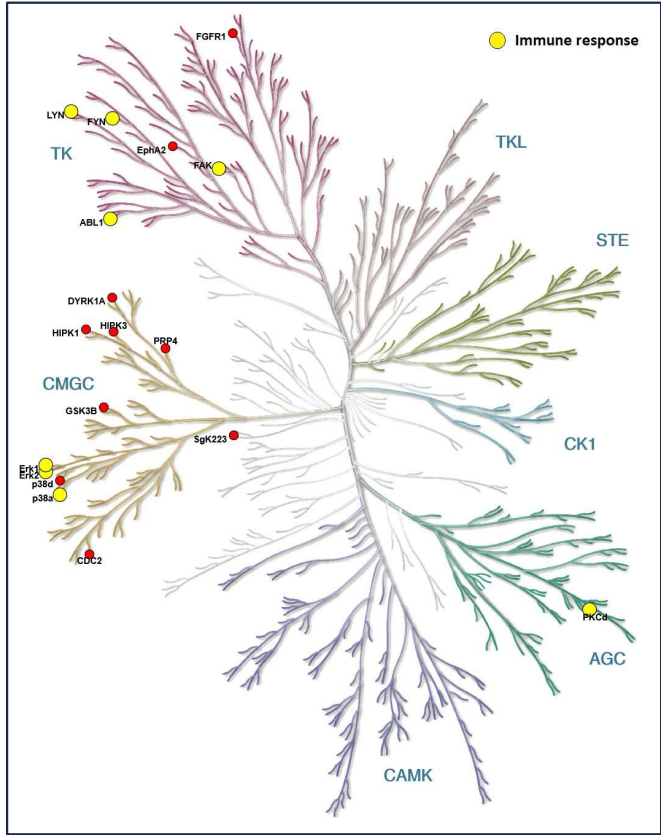 FGFR1
Immune response
LYN
FYN
TKL
EphA2
TK
FAK
ABL1
STE
DYRK1A
HIPK1
HIPK3
PRP4
CMGC
GSK3B
SgK223
CK1
Erk1
Erk2
p38d
p38a
CDC2
PKCd
AGC
CAMK